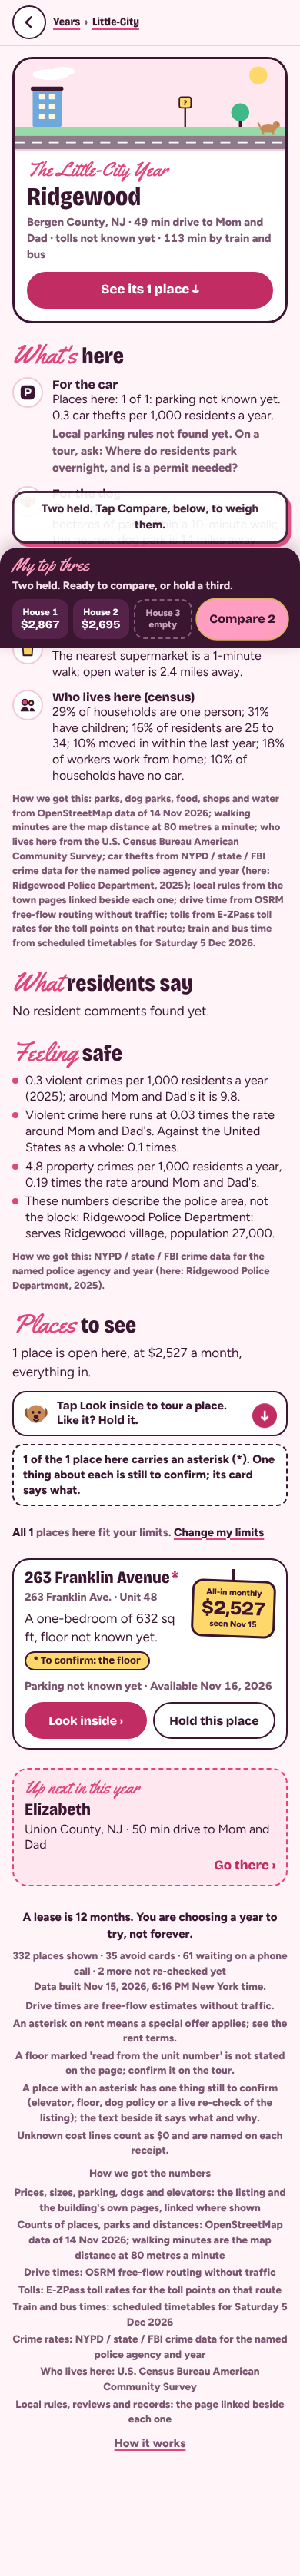 Years › Little-City
?
The Little-City Year
Ridgewood
Bergen County, NJ · 49 min drive to Mom and
Dad · tolls not known yet · 113 min by train and
bus
See its 1 place ↓
What's here
P
For the car
Places here: 1 of 1: parking not known yet.
0.3 car thefts per 1,000 residents a year.
Local parking rules not found yet. On a
tour, ask: Where do residents park
overnight, and is a permit needed?
For the dog
Two held. Tap Compare, below, to weigh
them.
My top three
Two held. Ready to compare, or hold a third.
House 1
$2,867
House 2
$2,695
House 3
empty
Compare 2
The nearest supermarket is a 1-minute
walk; open water is 2.4 miles away.
Who lives here (census)
29% of households are one person; 31%
have children; 16% of residents are 25 to
34; 10% moved in within the last year; 18%
of workers work from home; 10% of
households have no car.
How we got this: parks, dog parks, food, shops and water
from OpenStreetMap data of 14 Nov 2026; walking
minutes are the map distance at 80 metres a minute; who
lives here from the U.S. Census Bureau American
Community Survey; car thefts from NYPD / state / FBI
crime data for the named police agency and year (here:
Ridgewood Police Department, 2025); local rules from the
town pages linked beside each one; drive time from OSRM
free-flow routing without traffic; tolls from E-ZPass toll
rates for the toll points on that route; train and bus time
from scheduled timetables for Saturday 5 Dec 2026.
What residents say
No resident comments found yet.
Feeling safe
0.3 violent crimes per 1,000 residents a year
(2025); around Mom and Dad's it is 9.8.
Violent crime here runs at 0.03 times the rate
around Mom and Dad's. Against the United
States as a whole: 0.1 times.
4.8 property crimes per 1,000 residents a year,
0.19 times the rate around Mom and Dad's.
These numbers describe the police area, not
the block: Ridgewood Police Department:
serves Ridgewood village, population 27,000.
How we got this: NYPD / state / FBI crime data for the
named police agency and year (here: Ridgewood Police
Department, 2025).
Places to see
1 place is open here, at $2,527 a month,
everything in.
Tap Look inside to tour a place.
Like it? Hold it.
1 of the 1 place here carries an asterisk (*). One
thing about each is still to confirm; its card
says what.
All 1 places here fit your limits. Change my limits
263 Franklin Avenue*
263 Franklin Ave. · Unit 48
A one-bedroom of 632 sq
ft, floor not known yet.
* To confirm: the floor
All-in monthly
$2,527
seen Nov 15
Parking not known yet · Available Nov 16, 2026
Look inside ›
Hold this place
Up next in this year
Elizabeth
Union County, NJ · 50 min drive to Mom and
Dad
Go there ›
A lease is 12 months. You are choosing a year to
try, not forever.
332 places shown · 35 avoid cards · 61 waiting on a phone
call · 2 more not re-checked yet
Data built Nov 15, 2026, 6:16 PM New York time.
Drive times are free-flow estimates without traffic.
An asterisk on rent means a special offer applies; see the
rent terms.
A floor marked 'read from the unit number' is not stated
on the page; confirm it on the tour.
A place with an asterisk has one thing still to confirm
(elevator, floor, dog policy or a live re-check of the
listing); the text beside it says what and why.
Unknown cost lines count as $0 and are named on each
receipt.
How we got the numbers
Prices, sizes, parking, dogs and elevators: the listing and
the building's own pages, linked where shown
Counts of places, parks and distances: OpenStreetMap
data of 14 Nov 2026; walking minutes are the map
distance at 80 metres a minute
Drive times: OSRM free-flow routing without traffic
Tolls: E-ZPass toll rates for the toll points on that route
Train and bus times: scheduled timetables for Saturday 5
Dec 2026
Crime rates: NYPD / state / FBI crime data for the named
police agency and year
Who lives here: U.S. Census Bureau American
Community Survey
Local rules, reviews and records: the page linked beside
each one
How it works